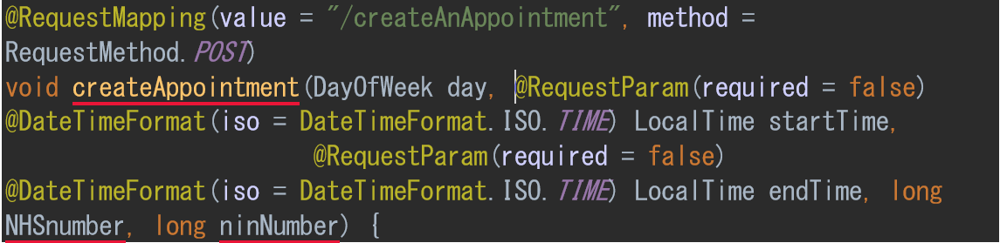 @RequestMapping(value = "/createAnAppointment", method =
RequestMethod.POST)
void createAppointment(DayOfWeek day, @RequestParam(required = false)
@DateTimeFormat(iso = DateTimeFormat.ISO.TIME) LocalTime startTime,
@RequestParam(required = false)
@DateTimeFormat(iso = DateTimeFormat.ISO.TIME) LocalTime endTime, long
NHSnumber, long ninNumber) {